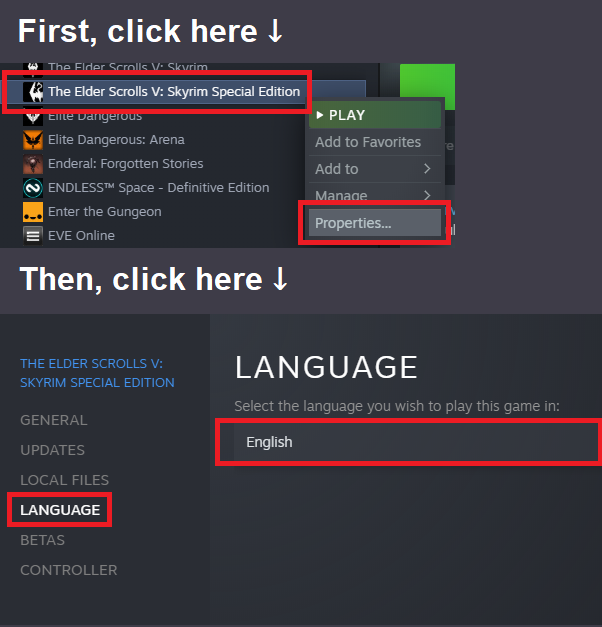 First, click here ↓
The Elder Scrolls V: Skyrim
The Elder Scrolls V: Skyrim Special Edition
Elite Dangerous
PLAY
Elite Dangerous: Arena
Add to Favorites
Enderal: Forgotten Stories
Add to
ENDLESS™ Space - Definitive Edition
Manage
Enter the Gungeon
Properties...
EVE Online
Then, click here ↓
THE ELDER SCROLLS V:
SKYRIM SPECIAL EDITION
GENERAL
UPDATES
LOCAL FILES
LANGUAGE
BETAS
CONTROLLER
LANGUAGE
Select the language you wish to play this game in:
English